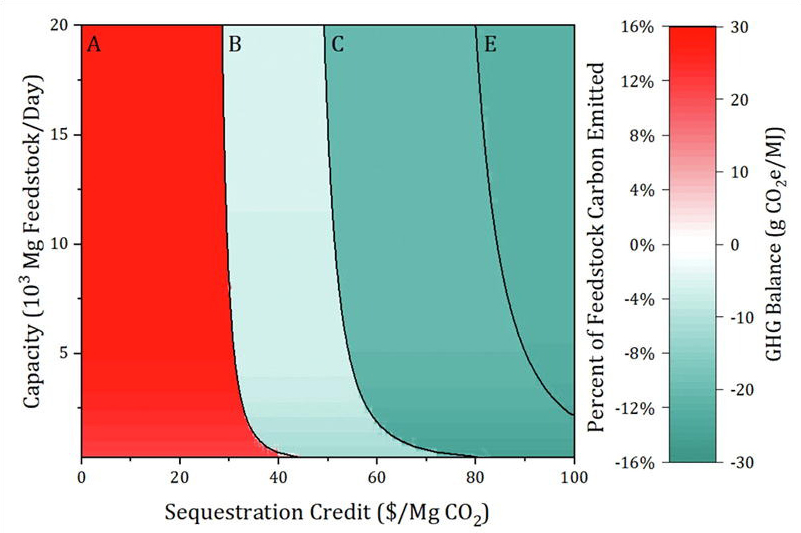 A B C E
20
15
10
5
0 20 40 60 80 100
Capacity (10³ Mg Feedstock/Day)
Sequestration Credit ($/Mg CO₂)
Percent of Feedstock Carbon Emitted
16% 30
12%
20
8%
10
4%
0% 0
-4%
-10
-8%
-20
-12%
-16% -30
GHG Balance (g CO₂e/MJ)